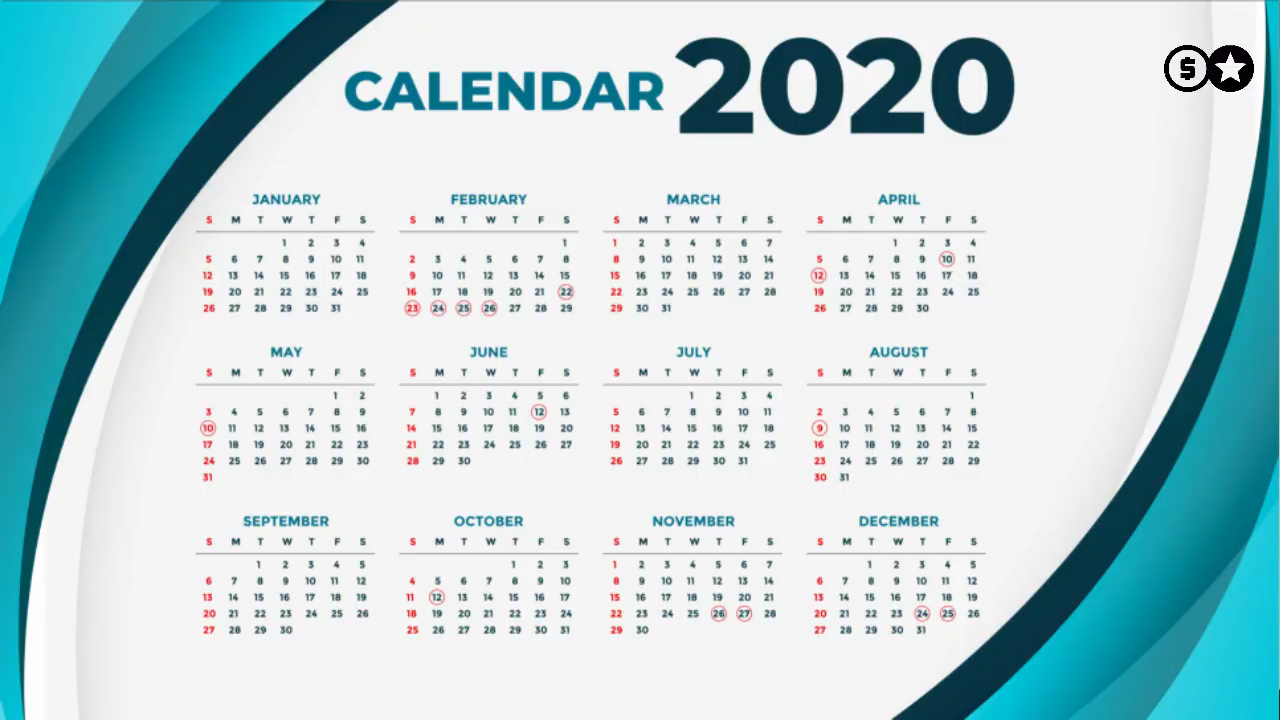 CALENDAR 2020
S
JANUARY FEBRUARY MARCH APRIL
S M T W T F S S M T W T F S S M T W T F S S M T W T F S
1 2 3 4 1 1 2 3 4 5 6 7 1 2 3 4
5 6 7 8 9 10 11 2 3 4 5 6 7 8 8 9 10 11 12 13 14 5 6 7 8 9 10 11
12 13 14 15 16 17 18 9 10 11 12 13 14 15 15 16 17 18 19 20 21 12 13 14 15 16 17 18
19 20 21 22 23 24 25 16 17 18 19 20 21 22 22 23 24 25 26 27 28 19 20 21 22 23 24 25
26 27 28 29 30 31 23 24 25 26 27 28 29 29 30 31 26 27 28 29 30
MAY JUNE JULY AUGUST
S M T W T F S S M T W T F S S M T W T F S S M T W T F S
1 2 1 2 3 4 5 6 1 2 3 4 1
3 4 5 6 7 8 9 7 8 9 10 11 12 13 5 6 7 8 9 10 11 2 3 4 5 6 7 8
10 11 12 13 14 15 16 14 15 16 17 18 19 20 12 13 14 15 16 17 18 9 10 11 12 13 14 15
17 18 19 20 21 22 23 21 22 23 24 25 26 27 19 20 21 22 23 24 25 16 17 18 19 20 21 22
24 25 26 27 28 29 30 28 29 30 26 27 28 29 30 31 23 24 25 26 27 28 29
31 30 31
SEPTEMBER OCTOBER NOVEMBER DECEMBER
S M T W T F S S M T W T F S S M T W T F S S M T W T F S
1 2 3 4 5 1 2 3 1 2 3 4 5 6 7 1 2 3 4 5
6 7 8 9 10 11 12 4 5 6 7 8 9 10 8 9 10 11 12 13 14 6 7 8 9 10 11 12
13 14 15 16 17 18 19 11 12 13 14 15 16 17 15 16 17 18 19 20 21 13 14 15 16 17 18 19
20 21 22 23 24 25 26 18 19 20 21 22 23 24 22 23 24 25 26 27 28 20 21 22 23 24 25 26
27 28 29 30 25 26 27 28 29 30 31 29 30 27 28 29 30 31